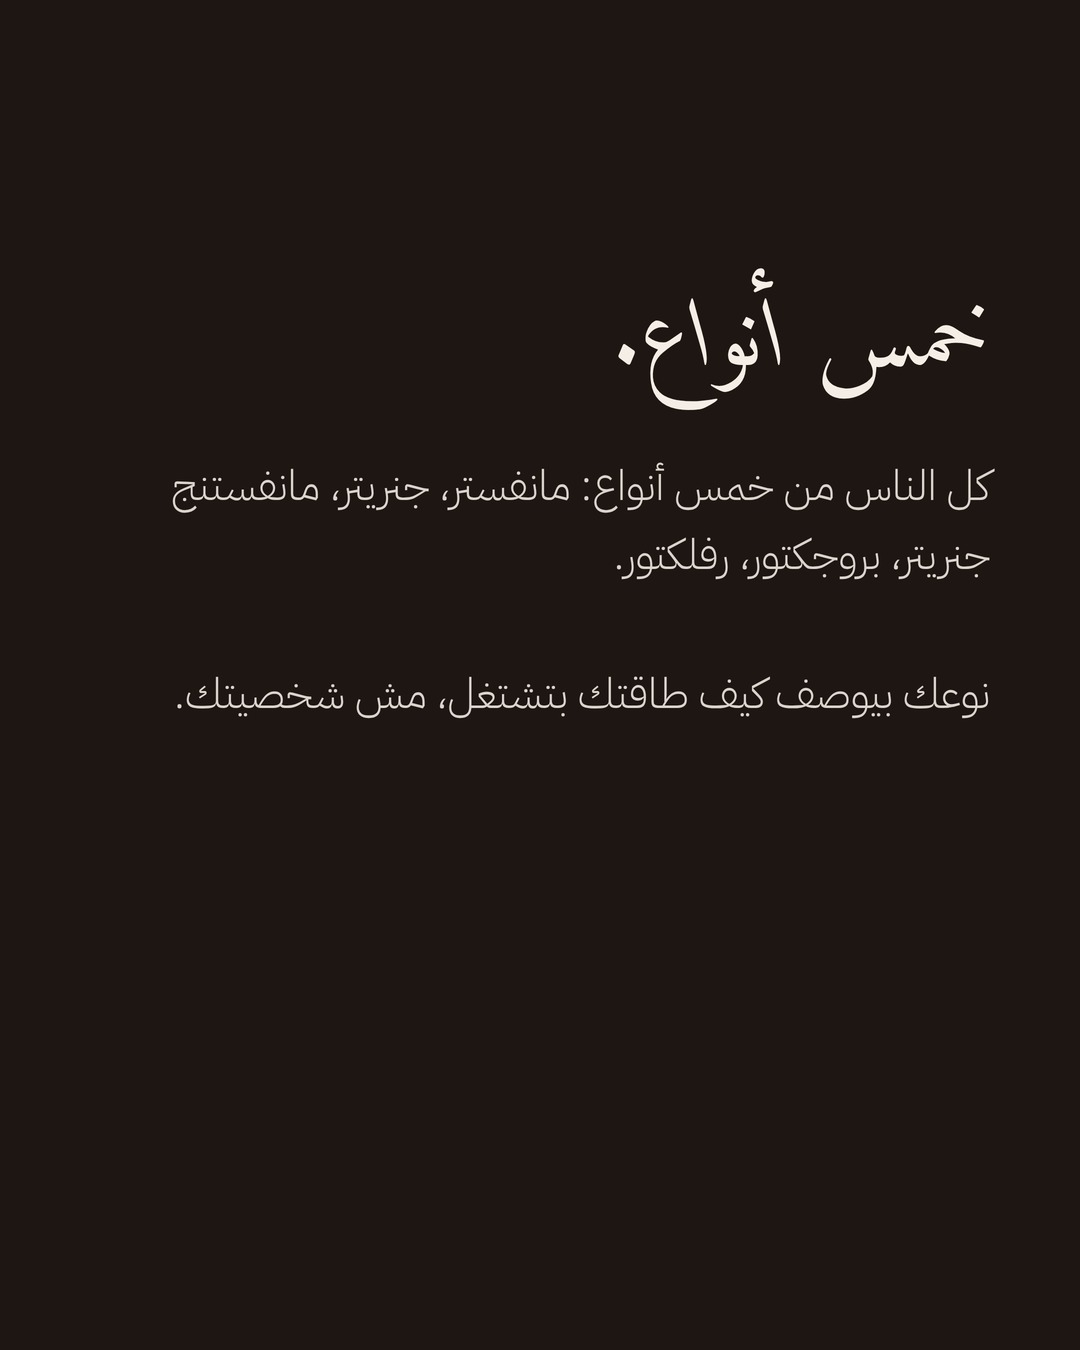 خمس أنواع.
كل الناس من خمس أنواع: مانفستر، جنريتر، مانفستنج
جنريتر، بروجكتور، رفلكتور.
نوعك بيوصف كيف طاقتك بتشتغل، مش شخصيتك.